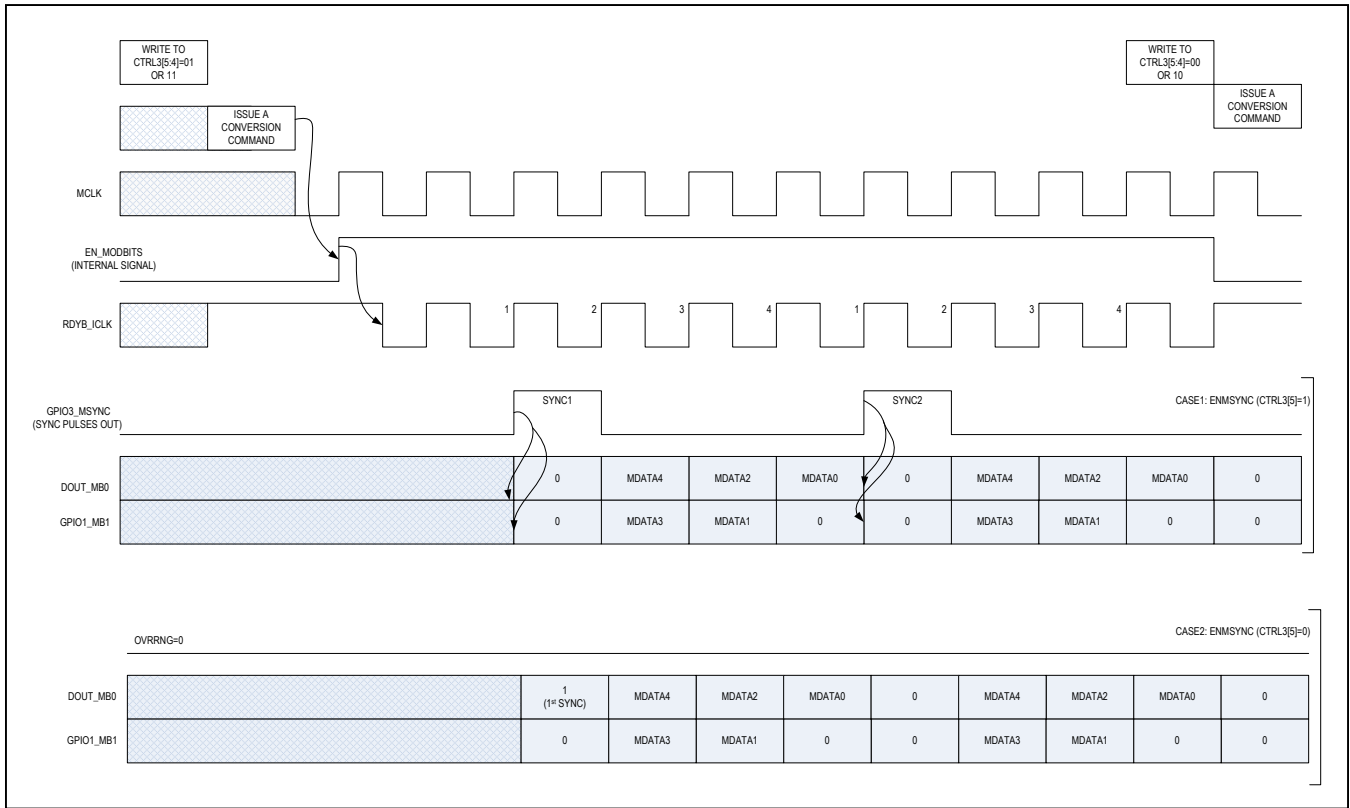 WRITE TO
CTRL3[5:4]=01
OR 11
WRITE TO
CTRL3[5:4]=00
OR 10
ISSUE A
CONVERSION
COMMAND
ISSUE A
CONVERSION
COMMAND
MCLK
EN_MODBITS
(INTERNAL SIGNAL)
RDYB_ICLK
1 2 3 4 1 2 3 4
GPIO3_MSYNC
(SYNC PULSES OUT)
SYNC1 SYNC2
CASE1: ENMSYNC (CTRL3[5]=1)
DOUT_MB0 0 MDATA4 MDATA2 MDATA0 0 MDATA4 MDATA2 MDATA0 0
GPIO1_MB1 0 MDATA3 MDATA1 0 0 MDATA3 MDATA1 0 0
OVRRNG=0
CASE2: ENMSYNC (CTRL3[5]=0)
DOUT_MB0 1 (1st SYNC) MDATA4 MDATA2 MDATA0 0 MDATA4 MDATA2 MDATA0 0
GPIO1_MB1 0 MDATA3 MDATA1 0 0 MDATA3 MDATA1 0 0